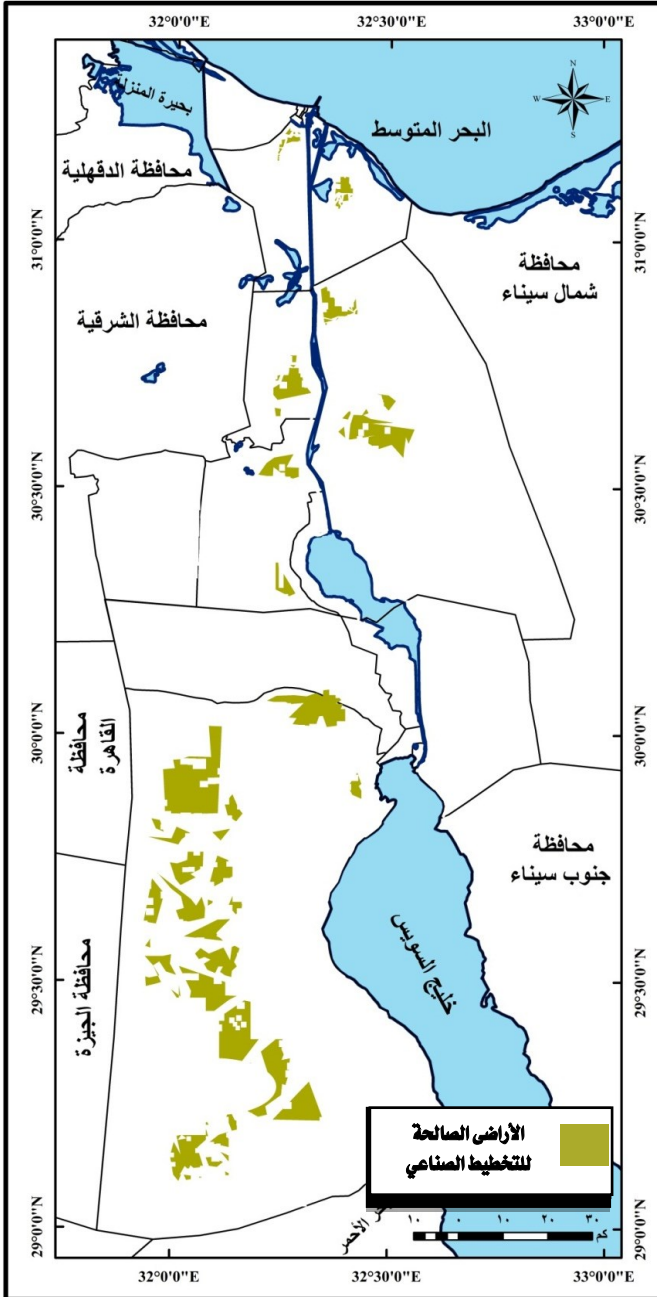 32°0'0"E
32°30'0"E
33°0'0"E
N
W
E
S
بحيرة المنزلة
البحر المتوسط
محافظة الدقهلية
31°0'0"N
31°0'0"N
محافظة
شمال سيناء
محافظة الشرقية
30°30'0"N
30°30'0"N
محافظة
القاهرة
30°0'0"N
30°0'0"N
محافظة
جنوب سيناء
خليج السويس
محافظة الجيزة
29°30'0"N
29°30'0"N
الأراضى الصالحة
للتخطيط الصناعي
الأحمر
١٠ ٠ ١٠ ٢٠ ٣٠
كم
29°0'0"N
29°0'0"N
32°0'0"E
32°30'0"E
33°0'0"E